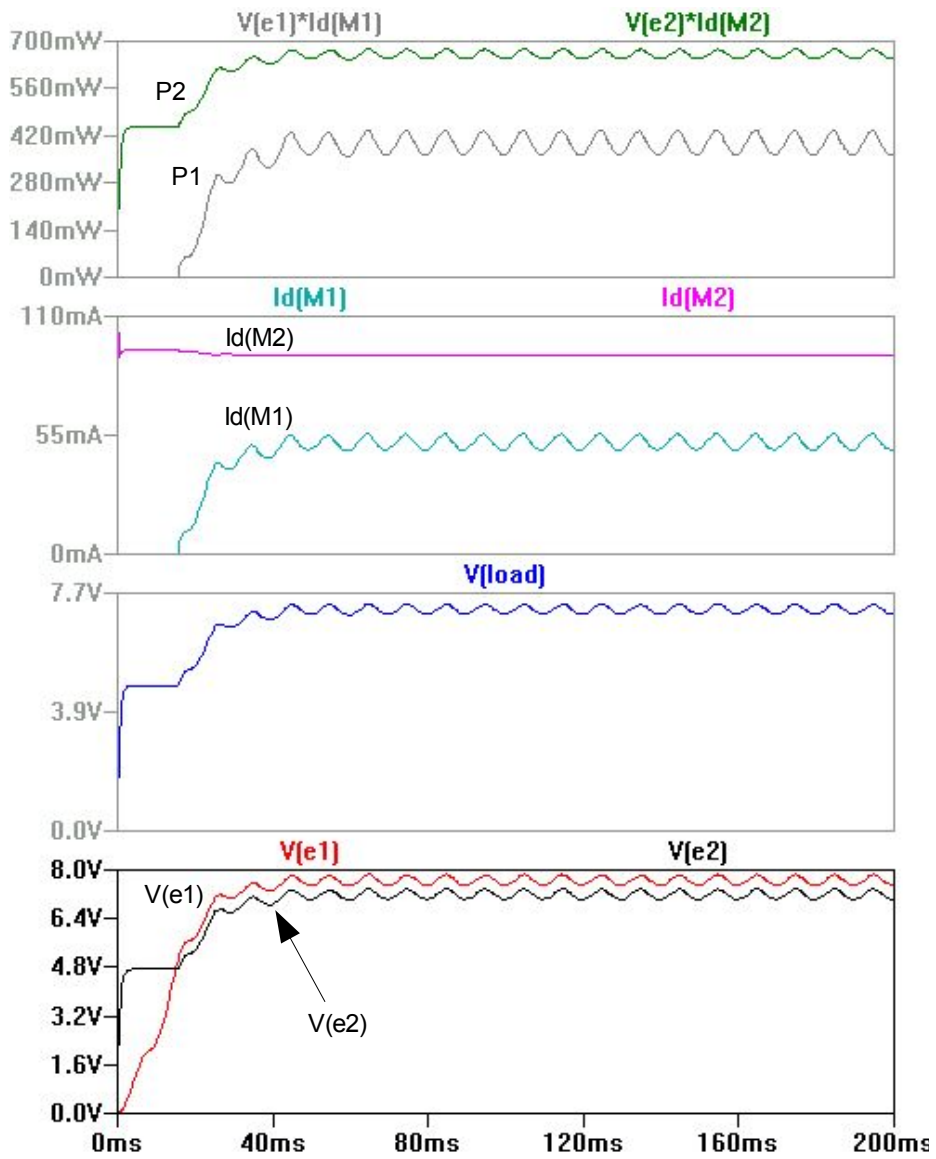 V(e1)*Id(M1) V(e2)*Id(M2)
700mW
560mW
420mW
280mW
140mW
0mW
P2
P1
Id(M1) Id(M2)
110mA
55mA
0mA
Id(M2)
Id(M1)
V(load)
7.7V
3.9V
0.0V
V(e1) V(e2)
8.0V
6.4V
4.8V
3.2V
1.6V
0.0V
V(e1)
V(e2)
0ms 40ms 80ms 120ms 160ms 200ms